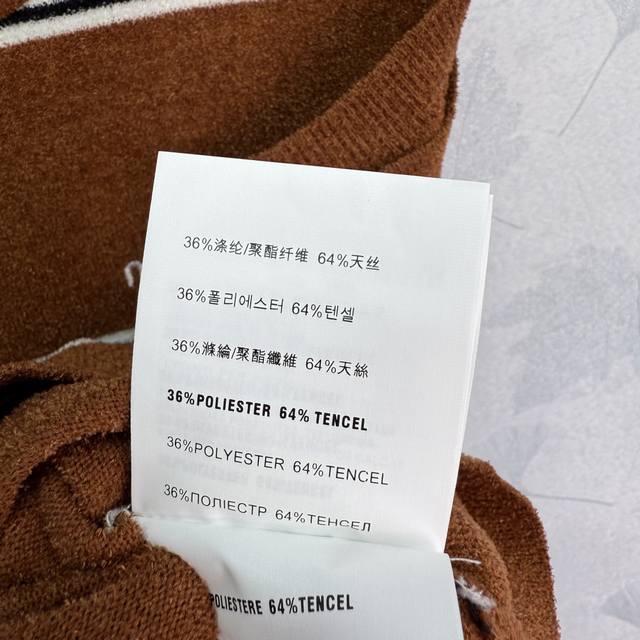 36%涤纶/聚酯纤维 64%天丝
36%폴리에스터 64%텐셀
36%滌綸/聚酯纖維 64%天絲
36%POLIESTER 64%TENCEL
36%POLYESTER 64%TENCEL
36%ПОЛІЕСТР 64%ТЕНСЕЛ
POLIESTERE 64%TENCEL